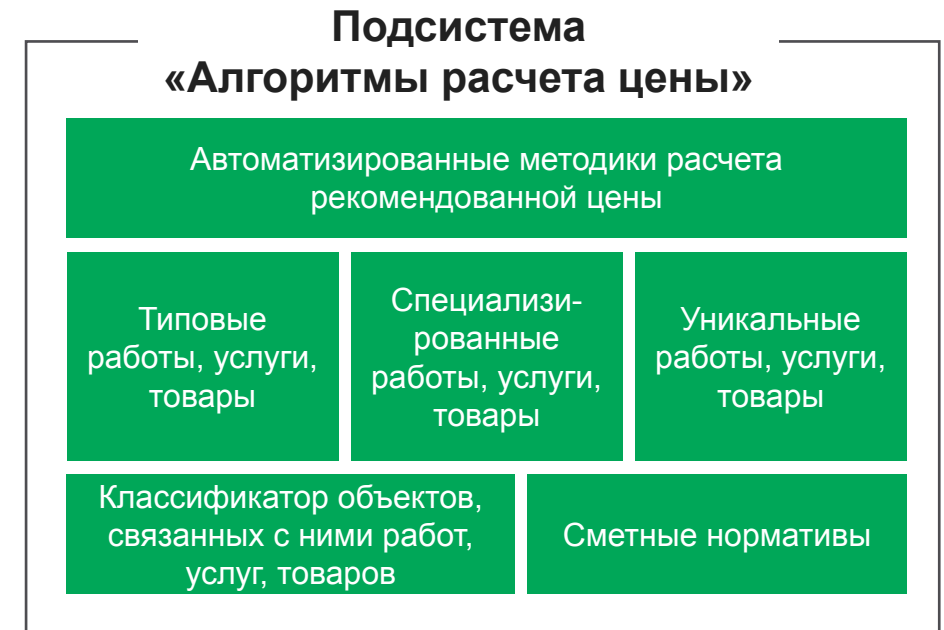 Подсистема
«Алгоритмы расчета цены»
Автоматизированные методики расчета
рекомендованной цены
Типовые
работы, услуги,
товары
Специализи-
рованные
работы, услуги,
товары
Уникальные
работы, услуги,
товары
Классификатор объектов,
связанных с ними работ,
услуг, товаров
Сметные нормативы